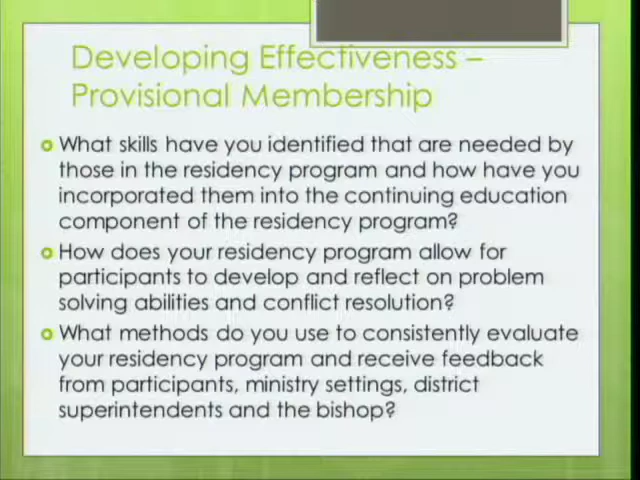 Developing Effectiveness –
Provisional Membership
What skills have you identified that are needed by
those in the residency program and how have you
incorporated them into the continuing education
component of the residency program?
How does your residency program allow for
participants to develop and reflect on problem
solving abilities and conflict resolution?
What methods do you use to consistently evaluate
your residency program and receive feedback
from participants, ministry settings, district
superintendents and the bishop?